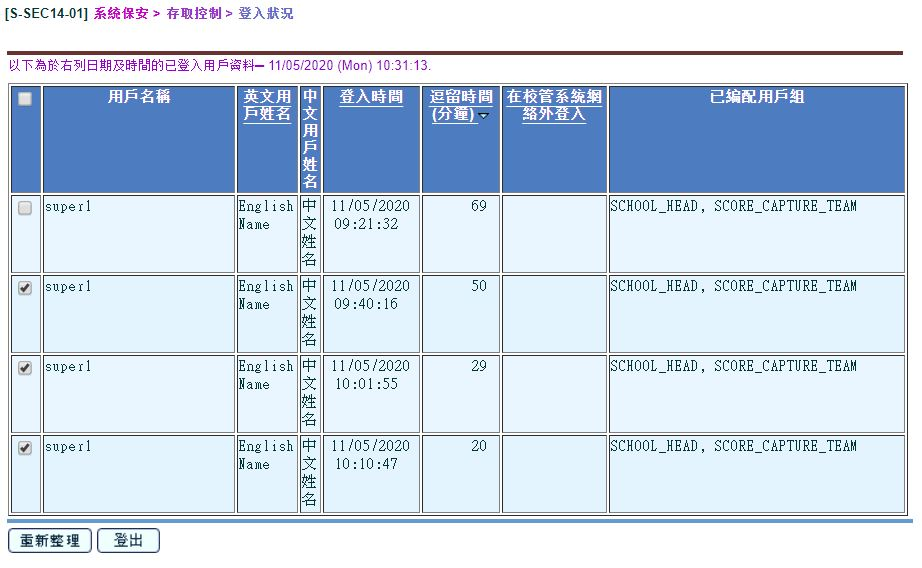 [S-SEC14-01] 系統保安 > 存取控制 > 登入狀況
以下為於右列日期及時間的已登入用戶資料─ 11/05/2020 (Mon) 10:31:13.
用戶名稱
英文用
戶姓名
中
文
用
戶
姓
名
登入時間
逗留時間
(分鐘)
在校管系統網
絡外登入
已編配用戶組
super1
English
Name
中
文
姓
名
11/05/2020
09:21:32
69
SCHOOL_HEAD, SCORE_CAPTURE_TEAM
super1
English
Name
中
文
姓
名
11/05/2020
09:40:16
50
SCHOOL_HEAD, SCORE_CAPTURE_TEAM
super1
English
Name
中
文
姓
名
11/05/2020
10:01:55
29
SCHOOL_HEAD, SCORE_CAPTURE_TEAM
super1
English
Name
中
文
姓
名
11/05/2020
10:10:47
20
SCHOOL_HEAD, SCORE_CAPTURE_TEAM
重新整理 登出